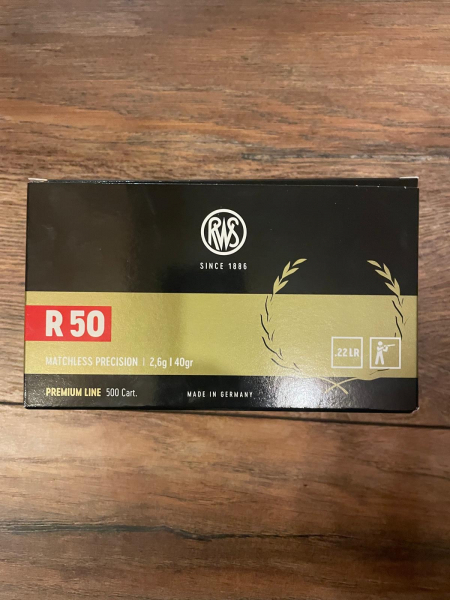 RWS
SINCE 1886
R 50
MATCHLESS PRECISION | 2,6g | 40gr
.22 LR
PREMIUM LINE 500 Cart.
MADE IN GERMANY